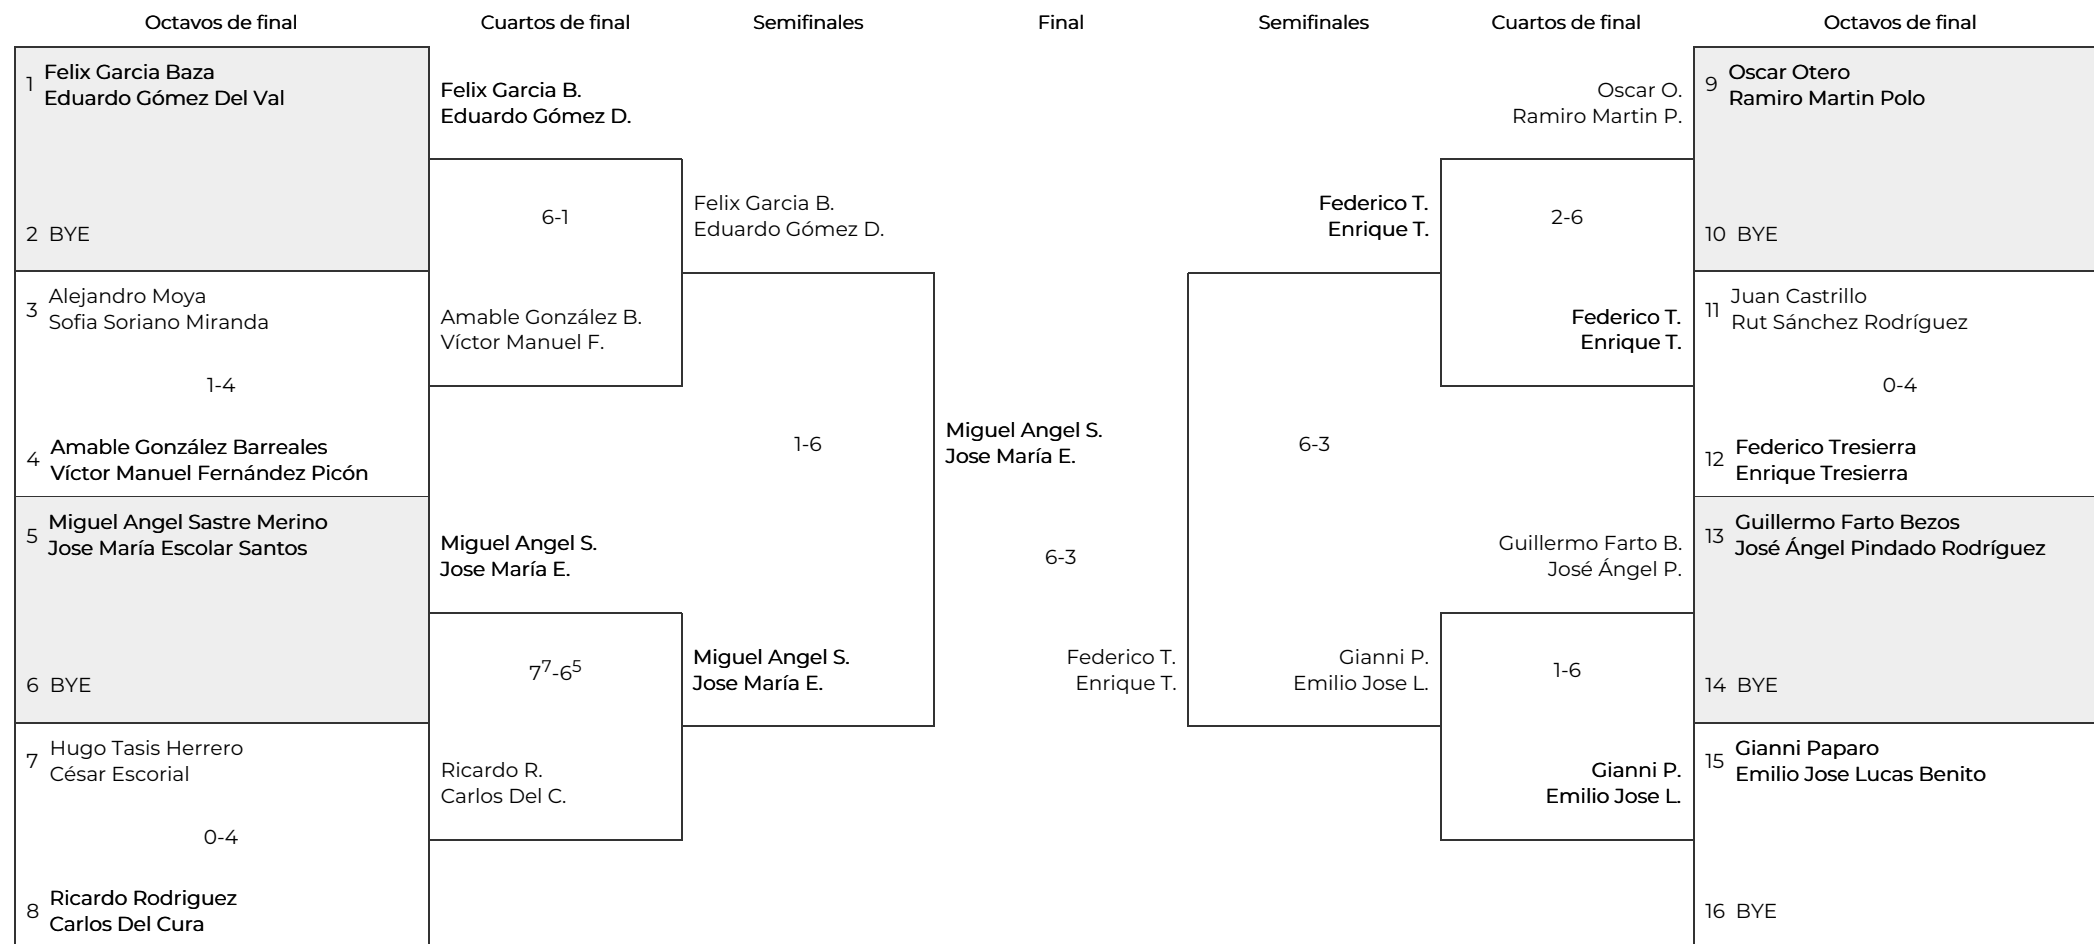 Octavos de final
Cuartos de final
Semifinales
Final
Semifinales
Cuartos de final
Octavos de final
1
Felix Garcia Baza
Eduardo Gómez Del Val
2 BYE
3
Alejandro Moya
Sofia Soriano Miranda
1-4
4
Amable González Barreales
Víctor Manuel Fernández Picón
5
Miguel Angel Sastre Merino
Jose María Escolar Santos
6 BYE
7
Hugo Tasis Herrero
César Escorial
0-4
8
Ricardo Rodriguez
Carlos Del Cura
Felix Garcia B.
Eduardo Gómez D.
6-1
Amable González B.
Víctor Manuel F.
Miguel Angel S.
Jose María E.
7⁷-6⁵
Ricardo R.
Carlos Del C.
Felix Garcia B.
Eduardo Gómez D.
1-6
Miguel Angel S.
Jose María E.
Miguel Angel S.
Jose María E.
6-3
Federico T.
Enrique T.
Federico T.
Enrique T.
6-3
Gianni P.
Emilio Jose L.
Oscar O.
Ramiro Martin P.
2-6
Federico T.
Enrique T.
Guillermo Farto B.
José Ángel P.
1-6
Gianni P.
Emilio Jose L.
9
Oscar Otero
Ramiro Martin Polo
10 BYE
11
Juan Castrillo
Rut Sánchez Rodríguez
0-4
12
Federico Tresierra
Enrique Tresierra
13
Guillermo Farto Bezos
José Ángel Pindado Rodríguez
14 BYE
15
Gianni Paparo
Emilio Jose Lucas Benito
16 BYE